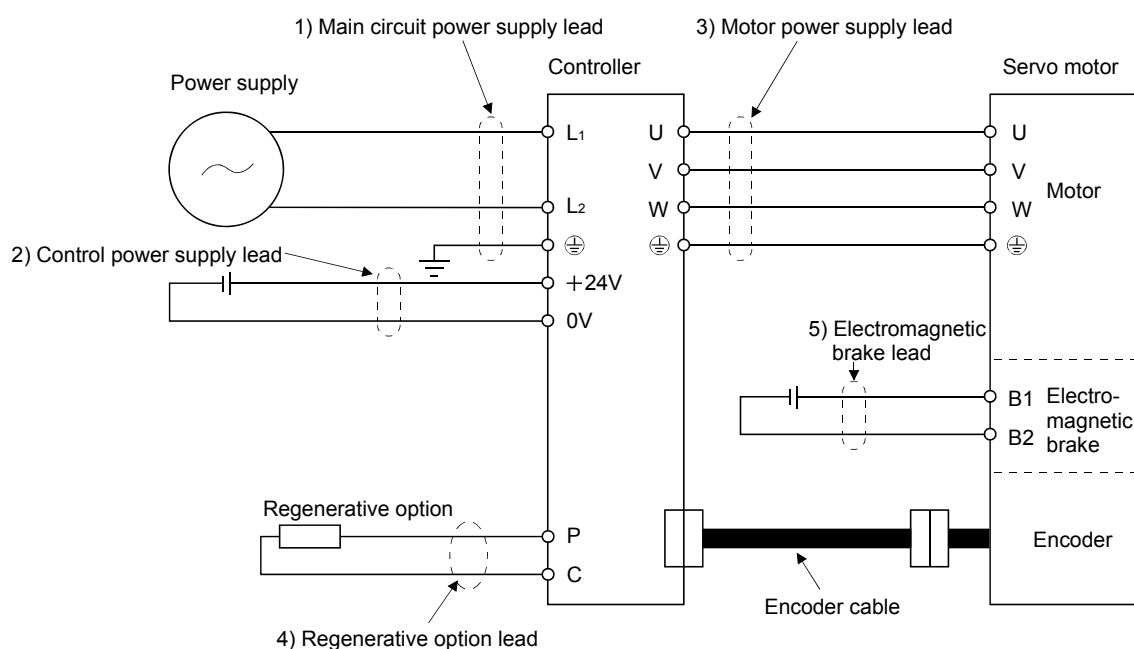 1) Main circuit power supply lead
3) Motor power supply lead
Power supply
Controller
Servo motor
L1
U
U
V
V
Motor
L2
W
W
2) Control power supply lead
+24V
0V
5) Electromagnetic
brake lead
B1
Electro-
magnetic
brake
B2
Regenerative option
P
C
Encoder
Encoder cable
4) Regenerative option lead